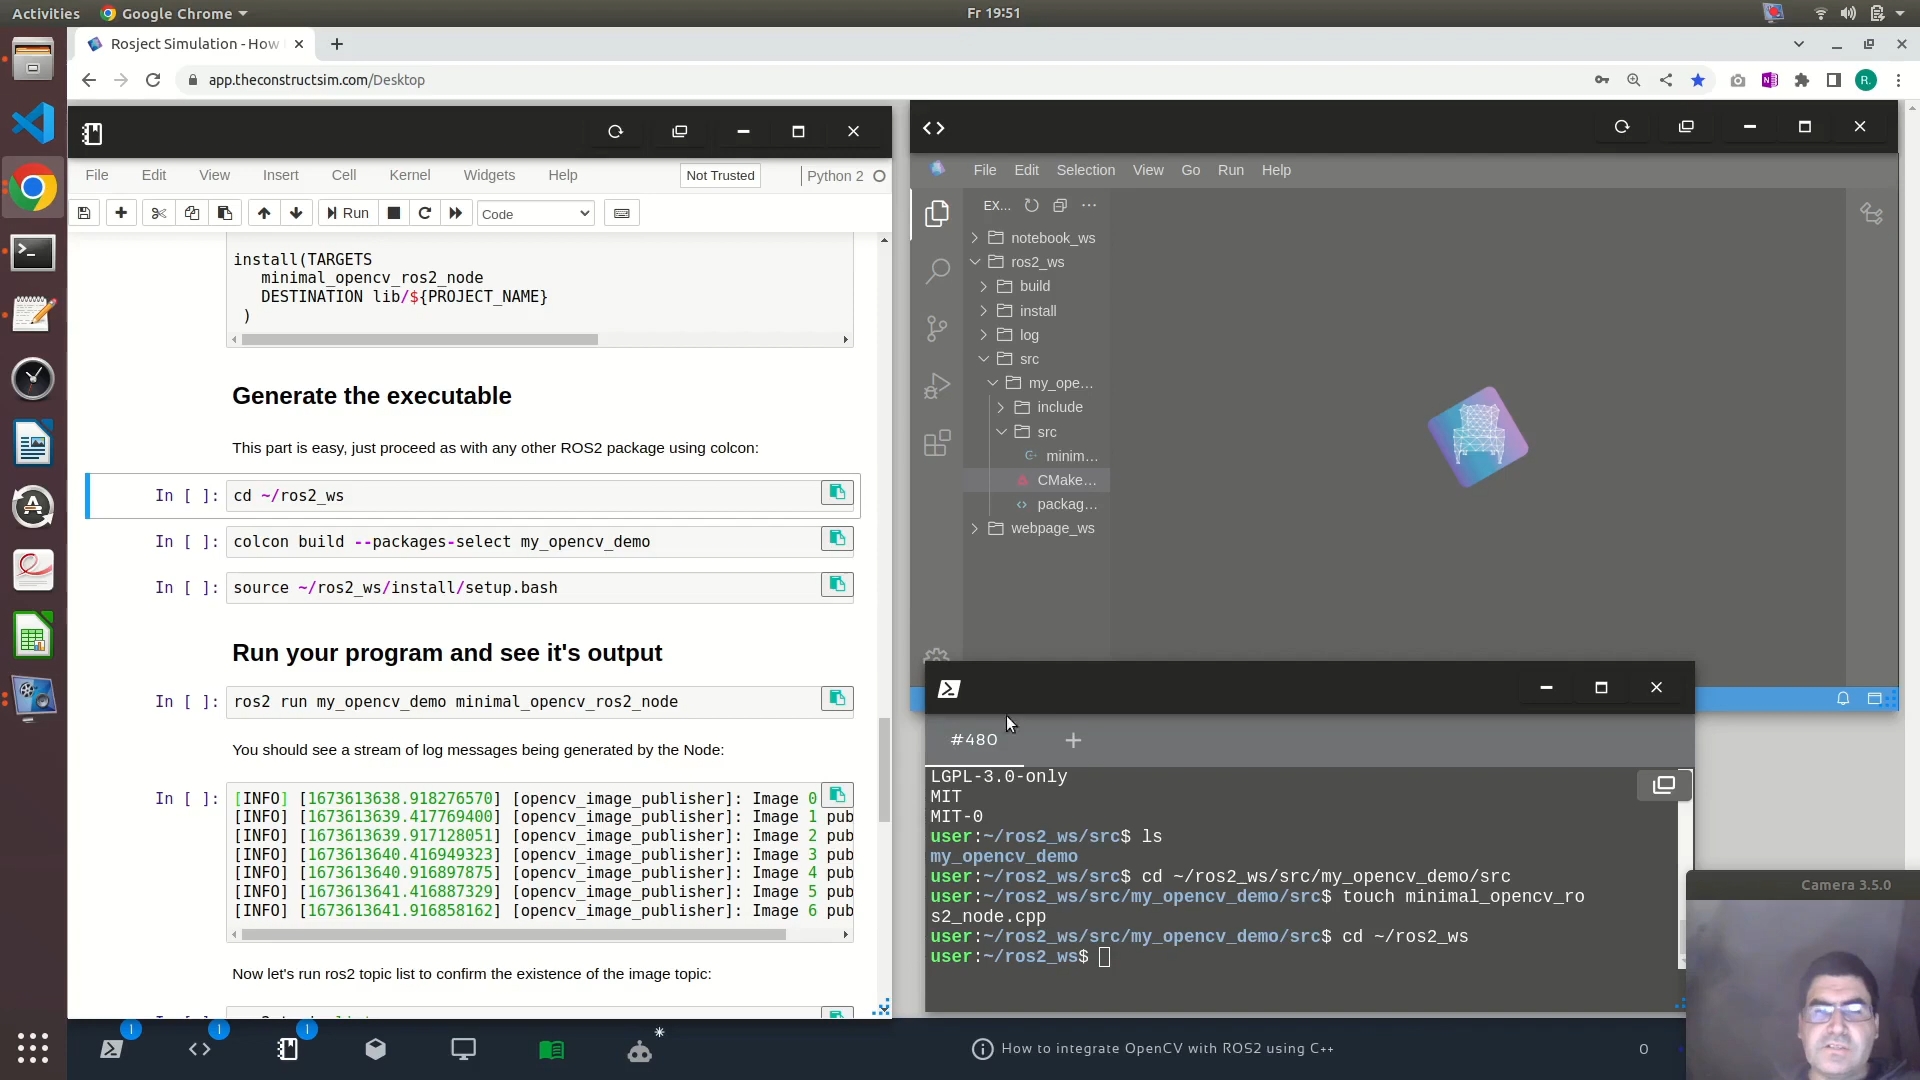 Activities
Google Chrome
Fr 19:51
Rosject Simulation - How
app.theconstructsim.com/Desktop
R.
File Edit View Insert Cell Kernel Widgets Help
Not Trusted
Python 2
Run
Code
install(TARGETS
minimal_opencv_ros2_node
DESTINATION lib/${PROJECT_NAME}
)
Generate the executable
This part is easy, just proceed as with any other ROS2 package using colcon:
In [ ]: cd ~/ros2_ws
In [ ]: colcon build --packages-select my_opencv_demo
In [ ]: source ~/ros2_ws/install/setup.bash
Run your program and see it's output
In [ ]: ros2 run my_opencv_demo minimal_opencv_ros2_node
You should see a stream of log messages being generated by the Node:
In [ ]: [INFO] [1673613638.918276570] [opencv_image_publisher]: Image 0
[INFO] [1673613639.417769400] [opencv_image_publisher]: Image 1 pub
[INFO] [1673613639.917128051] [opencv_image_publisher]: Image 2 pub
[INFO] [1673613640.416949323] [opencv_image_publisher]: Image 3 pub
[INFO] [1673613640.916897875] [opencv_image_publisher]: Image 4 pub
[INFO] [1673613641.416887329] [opencv_image_publisher]: Image 5 pub
[INFO] [1673613641.916858162] [opencv_image_publisher]: Image 6 pub
Now let's run ros2 topic list to confirm the existence of the image topic:
File Edit Selection View Go Run Help
EX...
notebook_ws
ros2_ws
build
install
log
src
my_ope...
include
src
minim...
CMake...
packag...
webpage_ws
#480
LGPL-3.0-only
MIT
MIT-0
user:~/ros2_ws/src$ ls
my_opencv_demo
user:~/ros2_ws/src$ cd ~/ros2_ws/src/my_opencv_demo/src
user:~/ros2_ws/src/my_opencv_demo/src$ touch minimal_opencv_ro
s2_node.cpp
user:~/ros2_ws/src/my_opencv_demo/src$ cd ~/ros2_ws
user:~/ros2_ws$
Camera 3.5.0
1
1
1
How to integrate OpenCV with ROS2 using C++
0